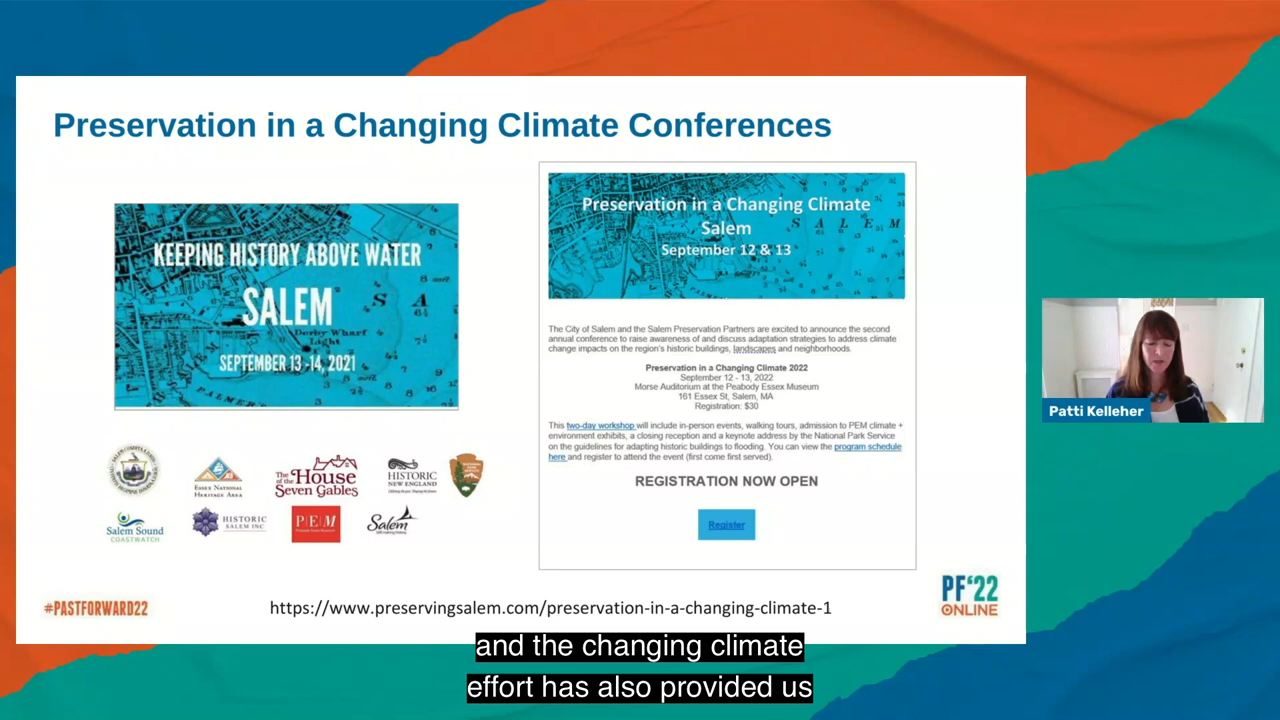 Preservation in a Changing Climate Conferences
KEEPING HISTORY ABOVE WATER
SALEM
Derby Wharf
Light
SEPTEMBER 13-14, 2021
PALMERS
S A
ESSEX NATIONAL
HERITAGE AREA
The House
of the
Seven Gables
HISTORIC
NEW ENGLAND
Salem Sound
COASTWATCH
HISTORIC
SALEM INC
PEM
Salem
Preservation in a Changing Climate
Salem
September 12 & 13
S A L E M
The City of Salem and the Salem Preservation Partners are excited to announce the second
annual conference to raise awareness of and discuss adaptation strategies to address climate
change impacts on the region's historic buildings, landscapes and neighborhoods.
Preservation in a Changing Climate 2022
September 12 - 13, 2022
Morse Auditorium at the Peabody Essex Museum
161 Essex St, Salem, MA
Registration: $30
This two-day workshop will include in-person events, walking tours, admission to PEM climate +
environment exhibits, a closing reception and a keynote address by the National Park Service
on the guidelines for adapting historic buildings to flooding. You can view the program schedule
here and register to attend the event (first come first served).
REGISTRATION NOW OPEN
Register
#PASTFORWARD22
https://www.preservingsalem.com/preservation-in-a-changing-climate-1
PF'22
ONLINE
Patti Kelleher
and the changing climate
effort has also provided us